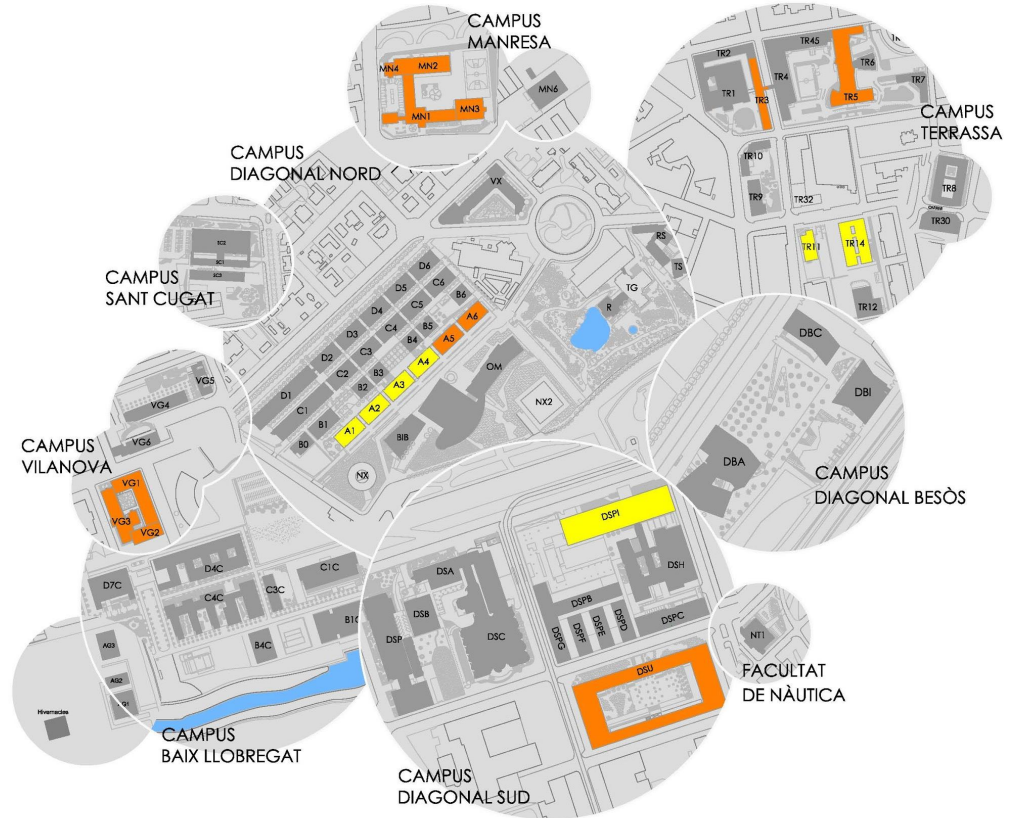 CAMPUS
MANRESA
MN4
MN2
MN1
MN3
MN6
TR2
TR45
TR1
TR3
TR4
TR6
TR5
TR7
TR10
TR9
TR32
TR8
TR30
TR11
TR14
TR12
CAMPUS
TERRASSA
CAMPUS
DIAGONAL NORD
VX
RS
TS
TG
R
D6
C6
B6
D5
C5
B5
A6
D4
C4
B4
A5
D3
C3
B3
A4
D2
C2
B2
A3
D1
C1
B1
A2
B0
A1
OM
NX2
BIB
NX
SC2
SC1
SC3
CAMPUS
SANT CUGAT
VG5
VG4
VG6
VG1
VG3
VG2
CAMPUS
VILANOVA
DBC
DBI
DBA
CAMPUS
DIAGONAL BESÒS
D7C
D4C
C4C
C3C
C1C
B4C
AG3
AG2
AG1
Hivernacles
CAMPUS
BAIX LLOBREGAT
DSPI
DSA
DSB
DSP
DSC
DSH
DSPB
DSPG
DSPF
DSPE
DSPD
DSPC
DSU
CAMPUS
DIAGONAL SUD
NT1
FACULTAT
DE NÀUTICA